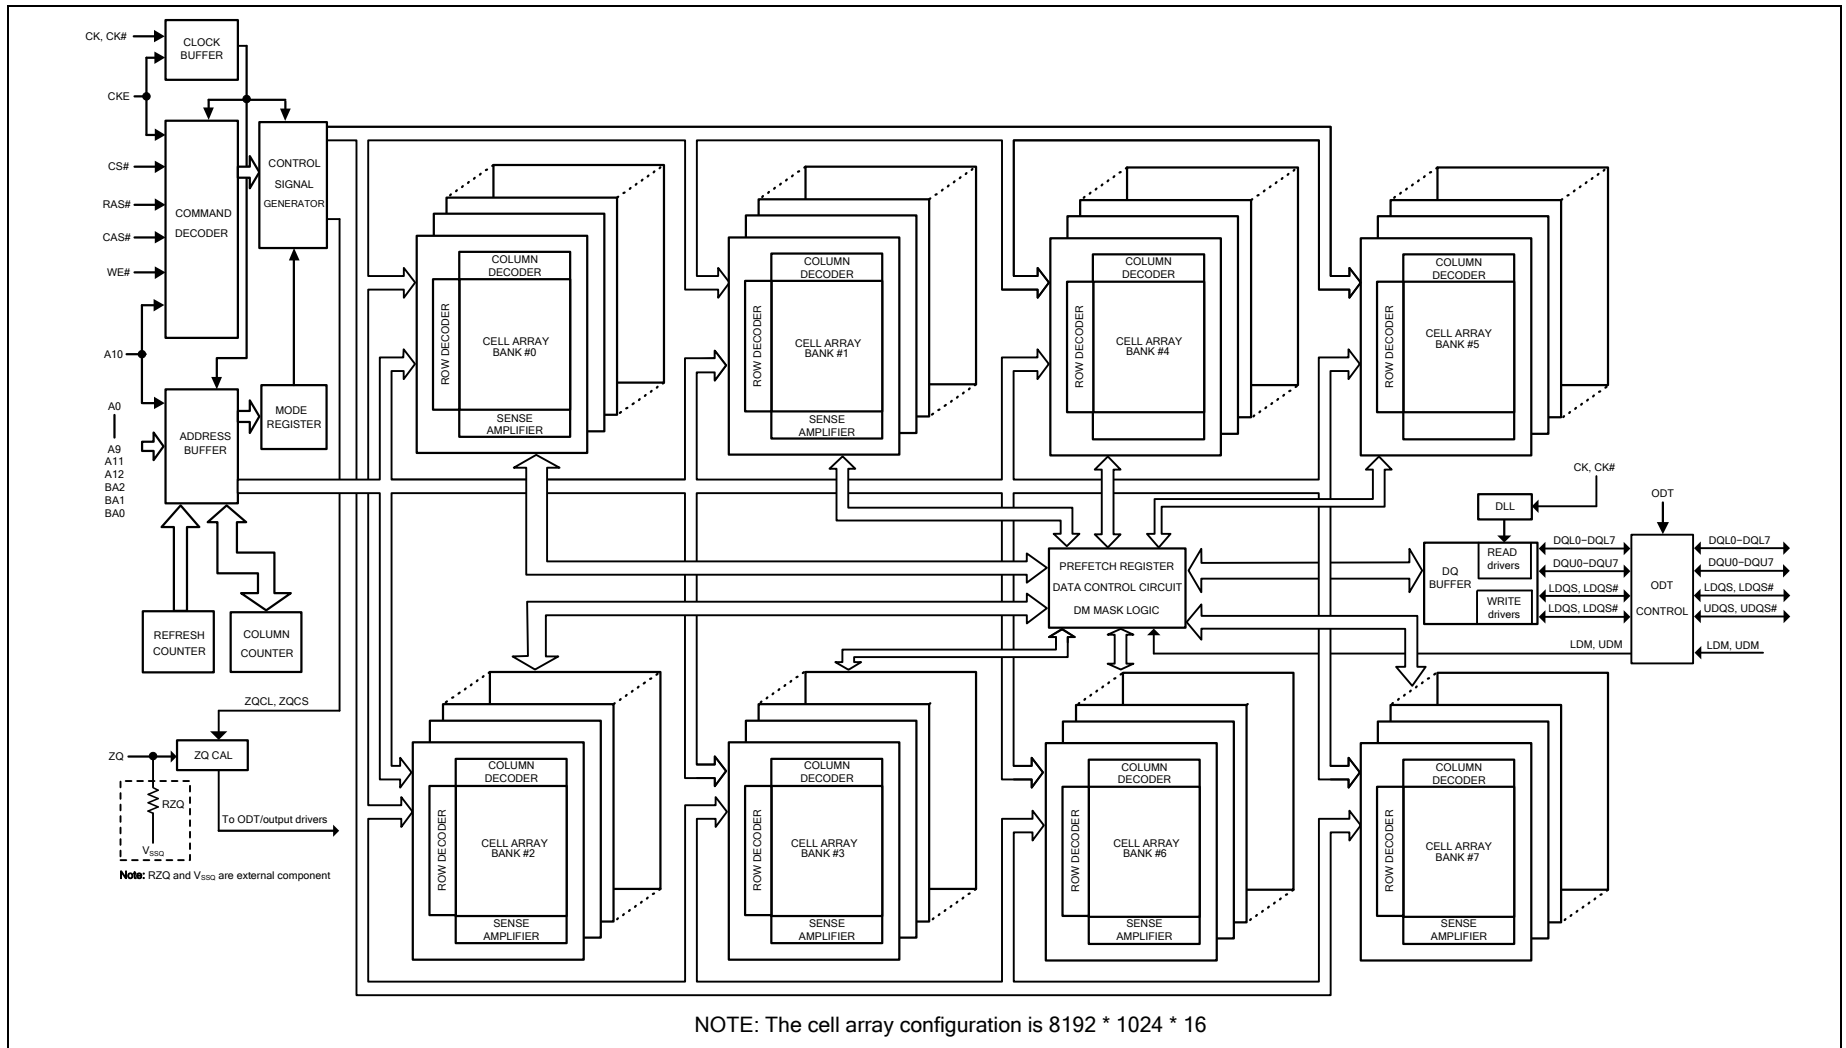 CK, CK#
CLOCK
BUFFER
CKE
CS#
RAS#
CAS#
WE#
COMMAND
DECODER
CONTROL
SIGNAL
GENERATOR
A10
A0
A9
A11
A12
BA2
BA1
BA0
ADDRESS
BUFFER
MODE
REGISTER
REFRESH
COUNTER
COLUMN
COUNTER
ZQCL, ZQCS
ZQ
ZQ CAL
RZQ
VSSQ
To ODT/output drivers
Note: RZQ and VSSQ are external component
COLUMN
DECODER
ROW DECODER
CELL ARRAY
BANK #0
SENSE
AMPLIFIER
COLUMN
DECODER
ROW DECODER
CELL ARRAY
BANK #1
SENSE
AMPLIFIER
COLUMN
DECODER
ROW DECODER
CELL ARRAY
BANK #4
COLUMN
DECODER
ROW DECODER
CELL ARRAY
BANK #5
PREFETCH REGISTER
DATA CONTROL CIRCUIT
DM MASK LOGIC
CK, CK#
DLL
ODT
DQ
BUFFER
READ
drivers
WRITE
drivers
DQL0−DQL7
DQU0−DQU7
LDQS, LDQS#
LDQS, LDQS#
ODT
CONTROL
DQL0−DQL7
DQU0−DQU7
LDQS, LDQS#
UDQS, UDQS#
LDM, UDM
LDM, UDM
COLUMN
DECODER
ROW DECODER
CELL ARRAY
BANK #2
SENSE
AMPLIFIER
COLUMN
DECODER
ROW DECODER
CELL ARRAY
BANK #3
SENSE
AMPLIFIER
COLUMN
DECODER
ROW DECODER
CELL ARRAY
BANK #6
SENSE
AMPLIFIER
COLUMN
DECODER
ROW DECODER
CELL ARRAY
BANK #7
SENSE
AMPLIFIER
NOTE: The cell array configuration is 8192 * 1024 * 16